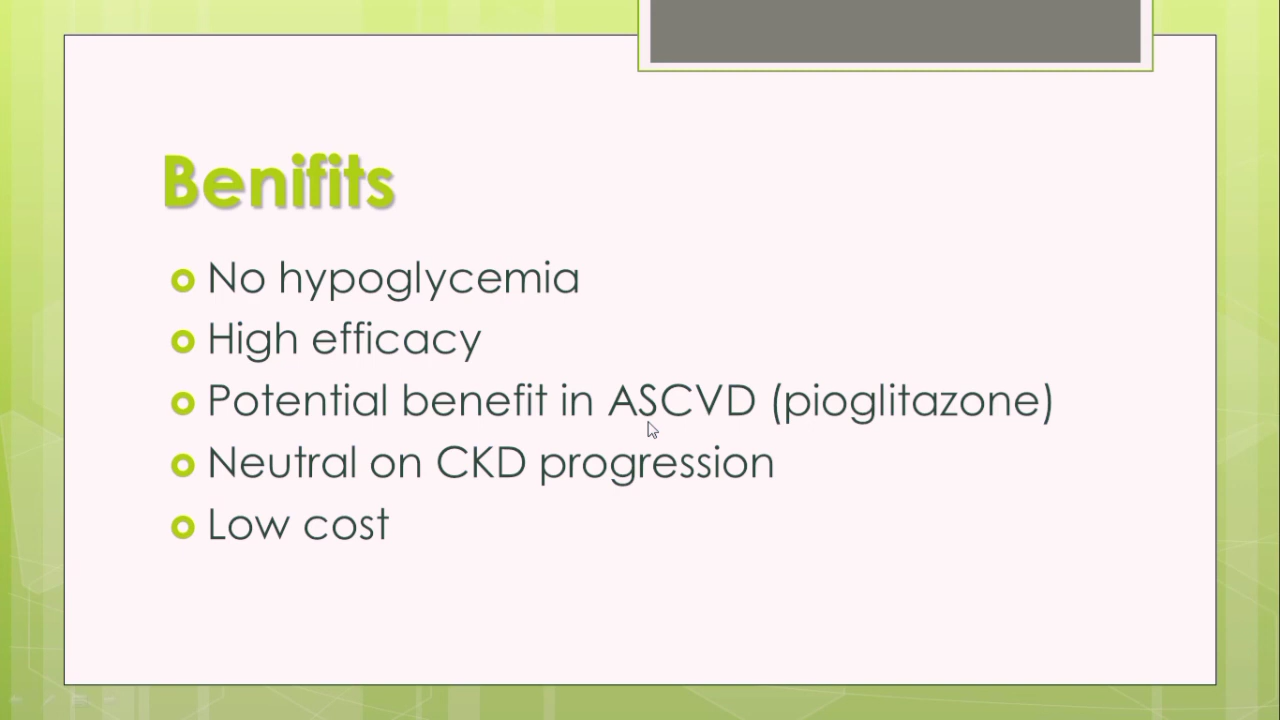 Benifits
No hypoglycemia
High efficacy
Potential benefit in ASCVD (pioglitazone)
Neutral on CKD progression
Low cost